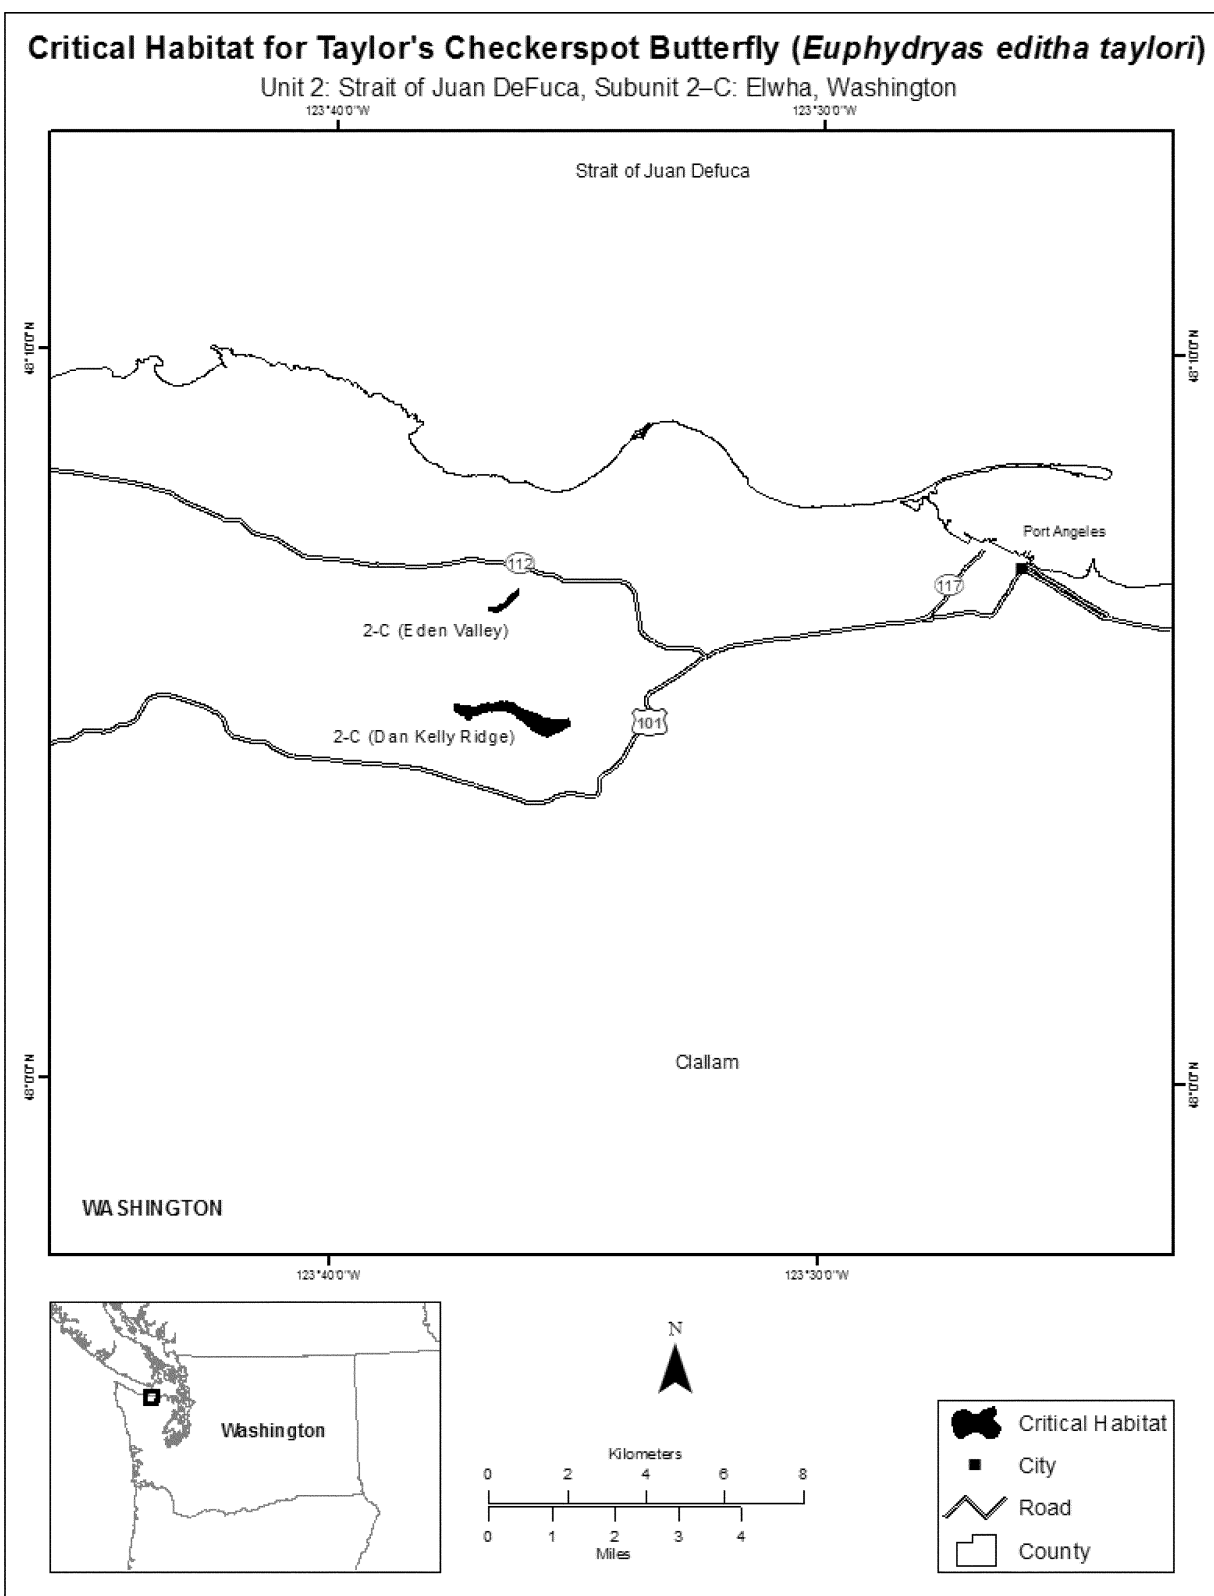 Critical Habitat for Taylor's Checkerspot Butterfly (Euphydryas editha taylori)
Unit 2: Strait of Juan DeFuca, Subunit 2–C: Elwha, Washington
123°40'0"W 123°30'0"W
Strait of Juan Defuca
48°10'0"N 48°10'0"N
Port Angeles
112
117
2-C (Eden Valley)
101
2-C (Dan Kelly Ridge)
Clallam
48°0'0"N 48°0'0"N
WASHINGTON
123°40'0"W 123°30'0"W
Washington
N
Kilometers
0 2 4 6 8
0 1 2 3 4
Miles
Critical Habitat
City
Road
County